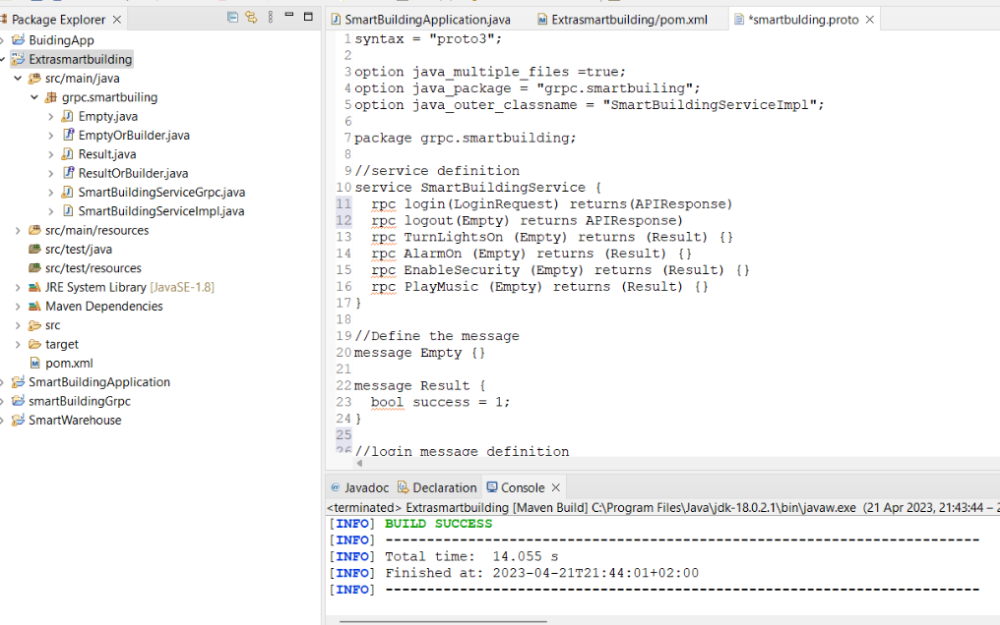 Package Explorer
BuidingApp
Extrasmartbuilding
src/main/java
grpc.smartbuiling
Empty.java
EmptyOrBuilder.java
Result.java
ResultOrBuilder.java
SmartBuildingServiceGrpc.java
SmartBuildingServiceImpl.java
src/main/resources
src/test/java
src/test/resources
JRE System Library [JavaSE-1.8]
Maven Dependencies
src
target
pom.xml
SmartBuildingApplication
smartBuildingGrpc
SmartWarehouse
SmartBuildingApplication.java
Extrasmartbuilding/pom.xml
*smartbulding.proto
1 syntax = "proto3";
2
3 option java_multiple_files =true;
4 option java_package = "grpc.smartbuiling";
5 option java_outer_classname = "SmartBuildingServiceImpl";
6
7 package grpc.smartbuilding;
8
9 //service definition
10 service SmartBuildingService {
11 rpc login(LoginRequest) returns(APIResponse)
12 rpc logout(Empty) returns APIResponse)
13 rpc TurnLightsOn (Empty) returns (Result) {}
14 rpc AlarmOn (Empty) returns (Result) {}
15 rpc EnableSecurity (Empty) returns (Result) {}
16 rpc PlayMusic (Empty) returns (Result) {}
17 }
18
19 //Define the message
20 message Empty {}
21
22 message Result {
23 bool success = 1;
24 }
25
26 //login message definition
Javadoc
Declaration
Console
<terminated> Extrasmartbuilding [Maven Build] C:\Program Files\Java\jdk-18.0.2.1\bin\javaw.exe (21 Apr 2023, 21:43:44 –
[INFO] BUILD SUCCESS
[INFO] ------------------------------------------------------------------------
[INFO] Total time: 14.055 s
[INFO] Finished at: 2023-04-21T21:44:01+02:00
[INFO] ------------------------------------------------------------------------